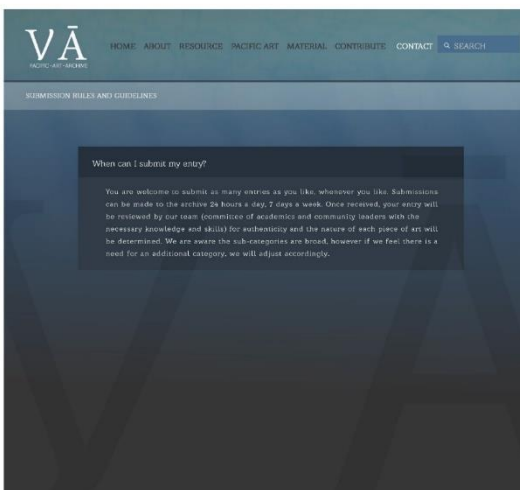 VĀ
PACIFIC-ART-ARCHIVE
HOME ABOUT RESOURCE PACIFIC ART MATERIAL CONTRIBUTE CONTACT SEARCH
SUBMISSION RULES AND GUIDELINES
When can I submit my entry?
You are welcome to submit as many entries as you like, whenever you like. Submissions
can be made to the archive 24 hours a day, 7 days a week. Once received, your entry will
be reviewed by our team (committee of academics and community leaders with the
necessary knowledge and skills) for authenticity and the nature of each piece of art will
be determined. We are aware the sub-categories are broad, however if we feel there is a
need for an additional category, we will adjust accordingly.
VĀ